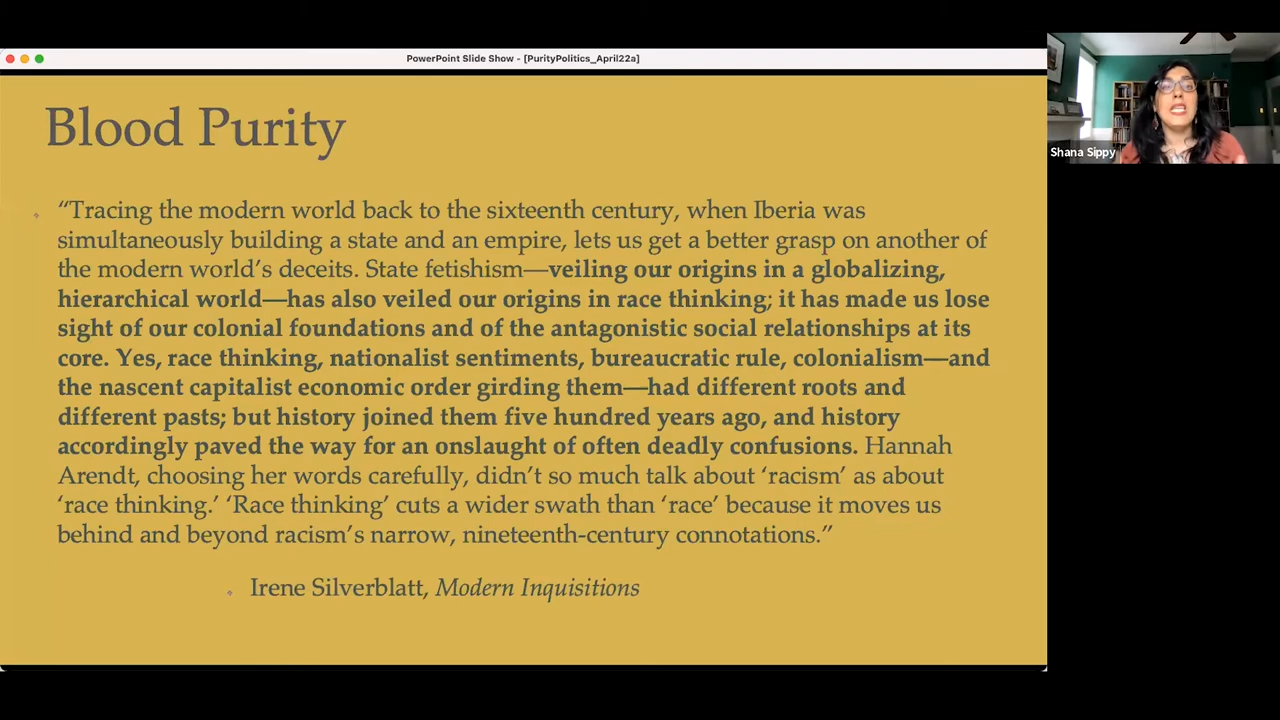 PowerPoint Slide Show - [PurityPolitics_April22a]
Blood Purity
“Tracing the modern world back to the sixteenth century, when Iberia was
simultaneously building a state and an empire, lets us get a better grasp on another of
the modern world’s deceits. State fetishism—veiling our origins in a globalizing,
hierarchical world—has also veiled our origins in race thinking; it has made us lose
sight of our colonial foundations and of the antagonistic social relationships at its
core. Yes, race thinking, nationalist sentiments, bureaucratic rule, colonialism—and
the nascent capitalist economic order girding them—had different roots and
different pasts; but history joined them five hundred years ago, and history
accordingly paved the way for an onslaught of often deadly confusions. Hannah
Arendt, choosing her words carefully, didn’t so much talk about ‘racism’ as about
‘race thinking.’ ‘Race thinking’ cuts a wider swath than ‘race’ because it moves us
behind and beyond racism’s narrow, nineteenth-century connotations.”
Irene Silverblatt, Modern Inquisitions
Shana Sippy